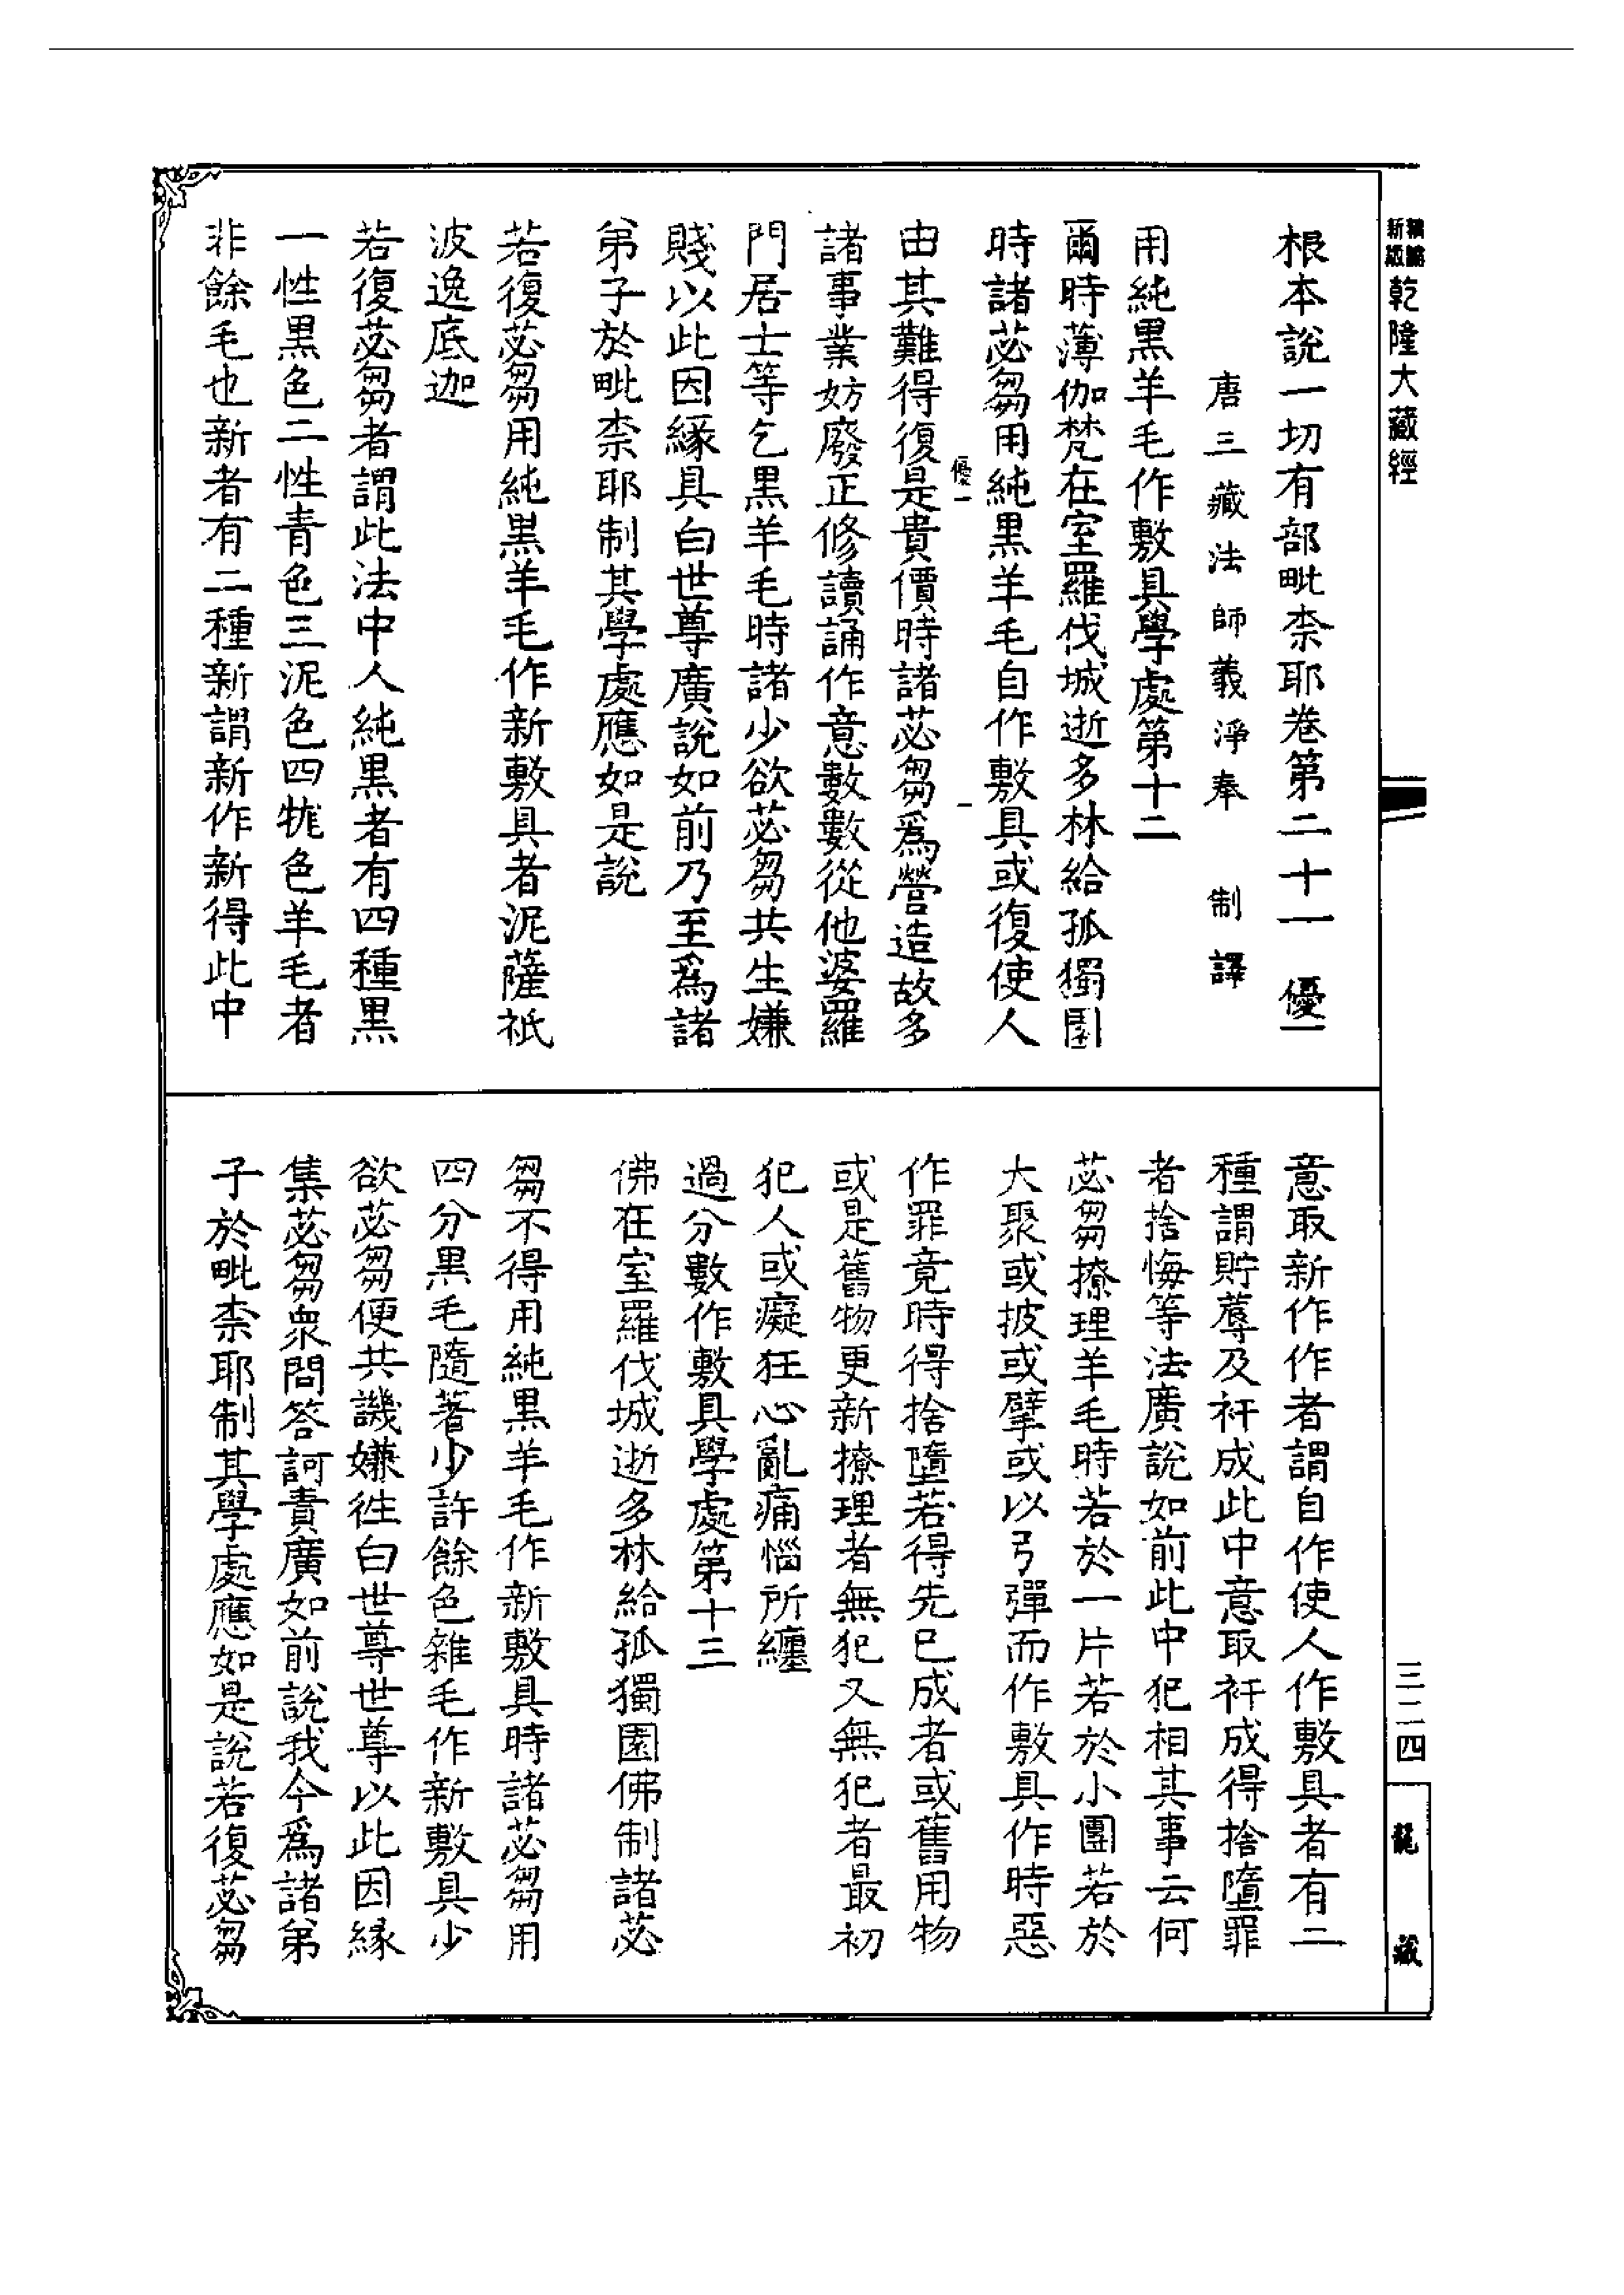 新編
縮印
乾隆大藏經
根本說一切有部毗柰耶卷第二十一　優一
唐三藏法師義淨奉　制譯
用純黑羊毛作敷具學處第十二
爾時薄伽梵在室羅伐城逝多林給孤獨園
時諸苾芻用純黑羊毛自作敷具或復使人
優一
一
由其難得復是貴價時諸苾芻爲營造故多
諸事業妨廢正修讀誦作意數數從他婆羅
門居士等乞黑羊毛時諸少欲苾芻共生嫌
賤以此因緣具白世尊廣說如前乃至爲諸
弟子於毗柰耶制其學處應如是說
若復苾芻用純黑羊毛作新敷具者泥薩祇
波逸底迦
若復苾芻者謂此法中人純黑者有四種黑
一性黑色二性青色三泥色四牻色羊毛者
非餘毛也新者有二種新謂新作新得此中
意取新作作者謂自作使人作敷具者有二
種謂貯蓐及衦成此中意取衦成得捨墮罪
者捨悔等法廣說如前此中犯相其事云何
苾芻撩理羊毛時若於一片若於小團若於
大聚或披或擘或以弓彈而作敷具作時惡
作罪竟時得捨墮若得先已成者或舊用物
或是舊物更新撩理者無犯又無犯者最初
犯人或癡狂心亂痛惱所纏
過分數作敷具學處第十三
佛在室羅伐城逝多林給孤獨園佛制諸苾
芻不得用純黑羊毛作新敷具時諸苾芻用
四分黑毛隨著少許餘色雜毛作新敷具少
欲苾芻便共譏嫌往白世尊世尊以此因緣
集苾芻眾問答訶責廣如前說我今爲諸弟
子於毗柰耶制其學處應如是說若復苾芻
三二四
龍藏